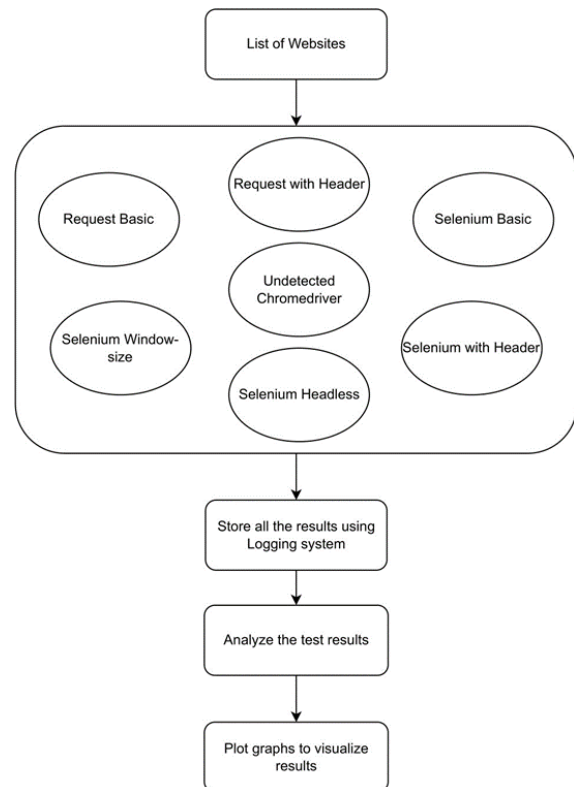 List of Websites
Request with Header
Request Basic
Selenium Basic
Undetected
Chromedriver
Selenium Window-
size
Selenium with Header
Selenium Headless
Store all the results using
Logging system
Analyze the test results
Plot graphs to visualize
results